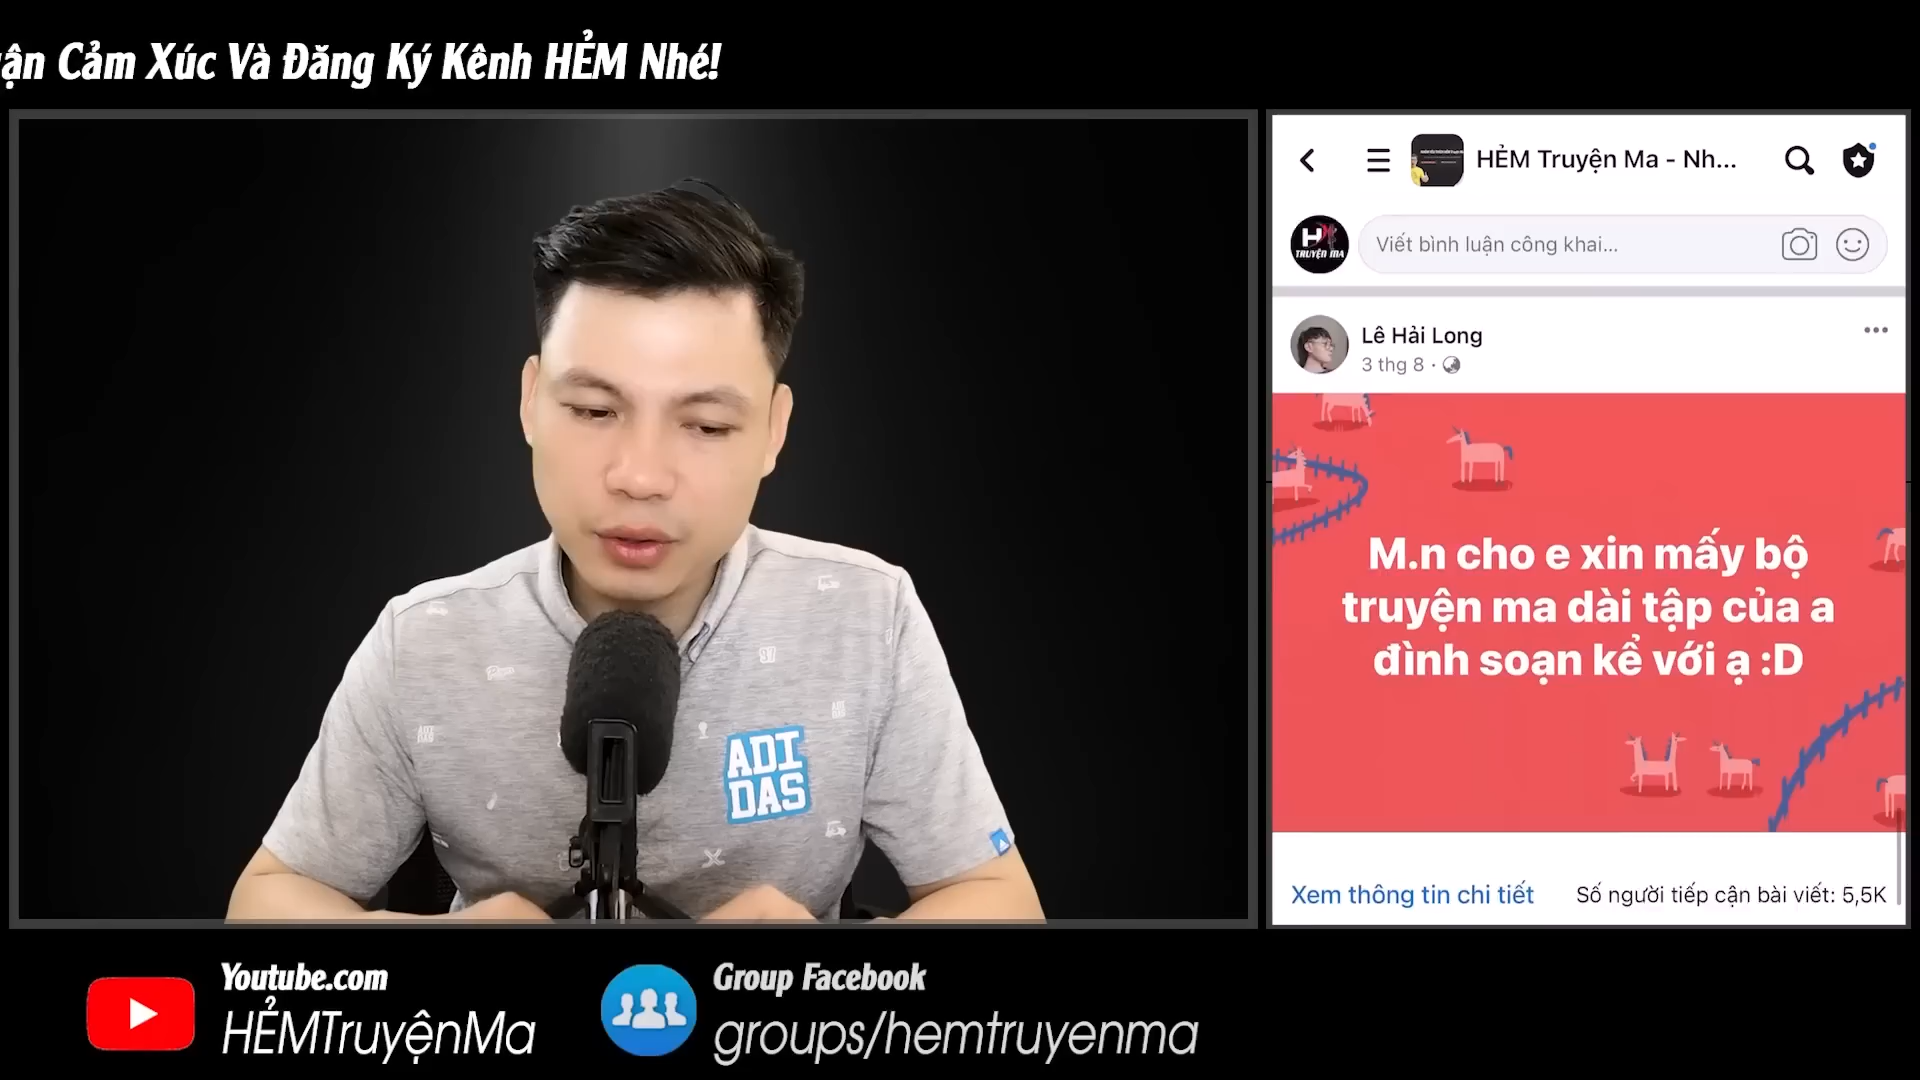 Cảm Xúc Và Đăng Ký Kênh HẺM Nhé!
HẺM Truyện Ma - Nh...
HX
TRUYỆN MA
Viết bình luận công khai...
Lê Hải Long
3 thg 8
M.n cho e xin mấy bộ
truyện ma dài tập của a
đình soạn kể với ạ :D
Xem thông tin chi tiết
Số người tiếp cận bài viết: 5,5K
ADI
DAS
Youtube.com
HẺMTruyệnMa
Group Facebook
groups/hemtruyenma